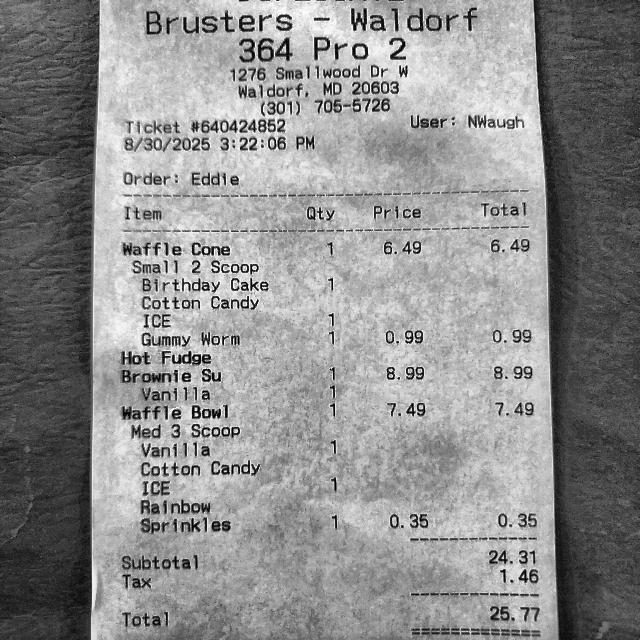 Brusters - Waldorf
364 Pro 2
1276 Smallwood Dr W
Waldorf, MD 20603
(301) 705-5726
Ticket #640424852 User: NWaugh
8/30/2025 3:22:06 PM
Order: Eddie
Item Qty Price Total
Waffle Cone 1 6.49 6.49
Small 2 Scoop
Birthday Cake 1
Cotton Candy
ICE 1
Gummy Worm 1 0.99 0.99
Hot Fudge
Brownie Su 1 8.99 8.99
Vanilla 1
Waffle Bowl 1 7.49 7.49
Med 3 Scoop
Vanilla 1
Cotton Candy
ICE 1
Rainbow
Sprinkles 1 0.35 0.35
Subtotal 24.31
Tax 1.46
Total 25.77